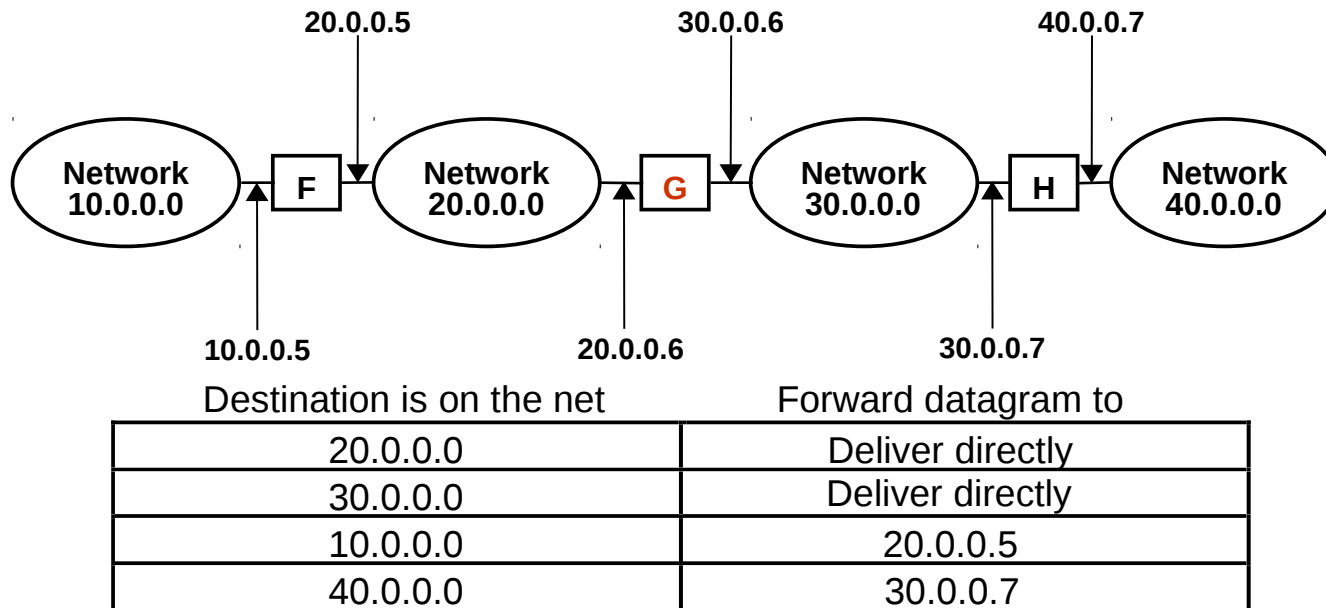 20.0.0.5 30.0.0.6 40.0.0.7
Network F Network G Network H Network
10.0.0.0 20.0.0.0 30.0.0.0 40.0.0.0
10.0.0.5 20.0.0.6 30.0.0.7
Destination is on the net Forward datagram to
20.0.0.0 Deliver directly
30.0.0.0 Deliver directly
10.0.0.0 20.0.0.5
40.0.0.0 30.0.0.7